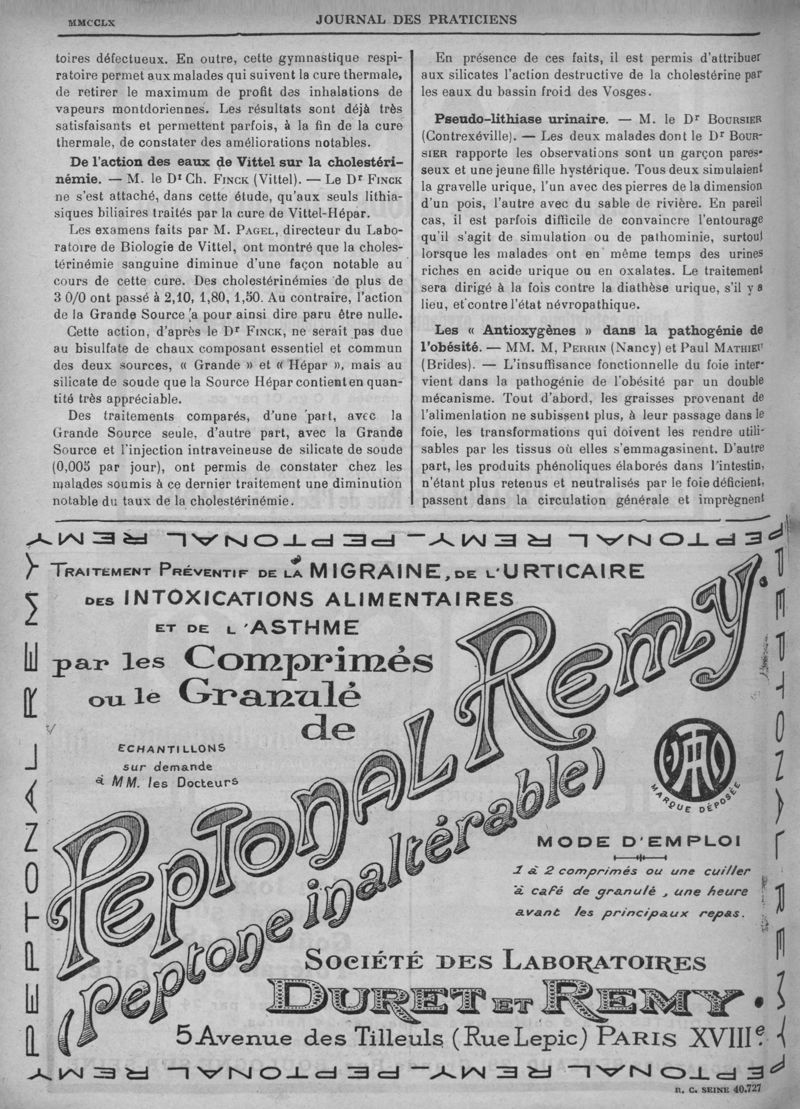 MMCCLX
JOURNAL DES PRATICIENS
toires défectueux. En outre, cette gymnastique respi-
ratoire permet aux malades qui suivent la cure thermale,
de retirer le maximum de profit des inhalations de
vapeurs montdoriennes. Les résultats sont déjà très
satisfaisants et permettent parfois, à la fin de la cure
thermale, de constater des améliorations notables.
De l'action des eaux de Vittel sur la cholestéri-
némie. — M. le Dr Ch. FINCK (Vittel). — Le Dr FINCK
ne s'est attaché, dans cette étude, qu'aux seuls lithia-
siques biliaires traités par la cure de Vittel-Hépar.
Les examens faits par M. PAGEL, directeur du Labo-
ratoire de Biologie de Vittel, ont montré que la choles-
térinémie sanguine diminue d'une façon notable au
cours de cette cure. Des cholestérinémies de plus de
3 0/0 ont passé à 2,10, 1,80, 1,50. Au contraire, l'action
de la Grande Source a pour ainsi dire paru être nulle.
Cette action, d'après le Dr FINCK, ne serait pas due
au bisulfate de chaux composant essentiel et commun
des deux sources, « Grande » et « Hépar », mais au
silicate de soude que la Source Hépar contient en quan-
tité très appréciable.
Des traitements comparés, d'une part, avec la
Grande Source seule, d'autre part, avec la Grande
Source et l'injection intraveineuse de silicate de soude
(0,005 par jour), ont permis de constater chez les
malades soumis à ce dernier traitement une diminution
notable du taux de la cholestérinémie.
En présence de ces faits, il est permis d'attribuer
aux silicates l'action destructive de la cholestérine par
les eaux du bassin froid des Vosges.
Pseudo-lithiase urinaire. — M. le Dr BOURSIER
(Contrexéville). — Les deux malades dont le Dr BOUR-
SIER rapporte les observations sont un garçon pares-
seux et une jeune fille hystérique. Tous deux simulaient
la gravelle urique, l'un avec des pierres de la dimension
d'un pois, l'autre avec du sable de rivière. En pareil
cas, il est parfois difficile de convaincre l'entourage
qu'il s'agit de simulation ou de pathominie, surtout
lorsque les malades ont en même temps des urines
riches en acide urique ou en oxalates. Le traitement
sera dirigé à la fois contre la diathèse urique, s'il y a
lieu, et contre l'état névropathique.
Les « Antioxygènes » dans la pathogénie de
l'obésité. — MM. M, PERRIN (Nancy) et Paul MATHIEU
(Brides). — L'insuffisance fonctionnelle du foie inter-
vient dans la pathogénie de l'obésité par un double
mécanisme. Tout d'abord, les graisses provenant de
l'alimentation ne subissent plus, à leur passage dans le
foie, les transformations qui doivent les rendre utili-
sables par les tissus où elles s'emmagasinent. D'autre
part, les produits phénoliques élaborés dans l'intestin,
n'étant plus retenus et neutralisés par le foie déficient,
passent dans la circulation générale et imprègnent
PEPTONAL REMY — PEPTONAL REMY
PEPTONAL REMY
TRAITEMENT PRÉVENTIF DE LA MIGRAINE, DE L'URTICAIRE
DES INTOXICATIONS ALIMENTAIRES
ET DE L'ASTHME
par les Comprimés
ou le Granulé
de
PEPTONAL REMY.
(peptone inaltérable)
ECHANTILLONS
sur demande
à MM. les Docteurs
MARQUE DÉPOSÉE
MODE D'EMPLOI
1 à 2 comprimés ou une cuiller
à café de granulé, une heure
avant les principaux repas.
SOCIÉTÉ DES LABORATOIRES
DURET ET REMY.
5 Avenue des Tilleuls (Rue Lepic) PARIS XVIIIe.
PEPTONAL REMY
PEPTONAL REMY — PEPTONAL REMY
R. C. SEINE 40.727